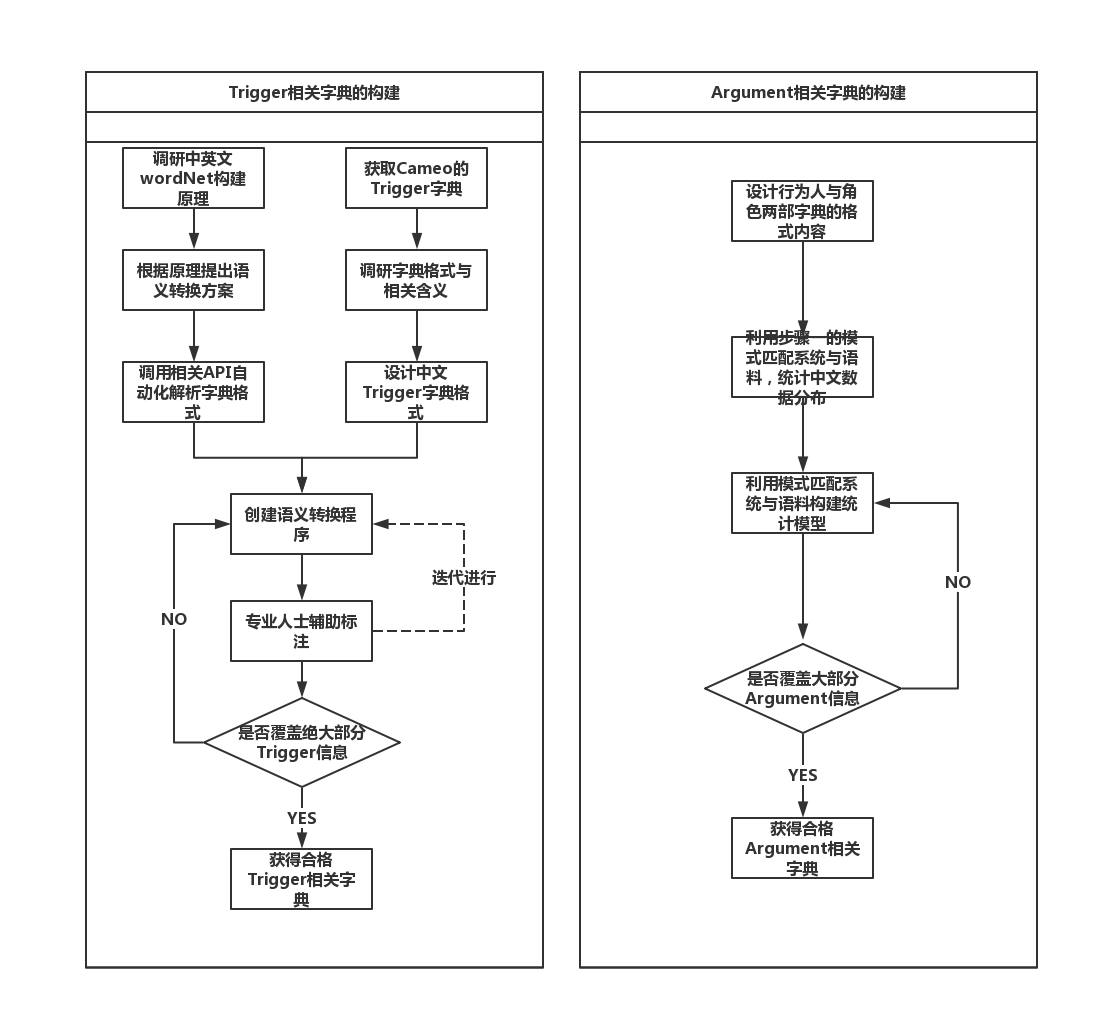 Trigger相关字典的构建
调研中英文
wordNet构建
原理
获取Cameo的
Trigger字典
根据原理提出语
义转换方案
调研字典格式与
相关含义
调用相关API自
动化解析字典格
式
设计中文
Trigger字典格
式
创建语义转换程
序
迭代进行
NO
专业人士辅助标
注
是否覆盖绝大部分
Trigger信息
YES
获得合格
Trigger相关字
典
Argument相关字典的构建
设计行为人与角
色两部字典的格
式内容
利用步骤一的模
式匹配系统与语
料，统计中文数
据分布
利用模式匹配系
统与语料构建统
计模型
NO
是否覆盖大部分
Argument信息
YES
获得合格
Argument相关
字典